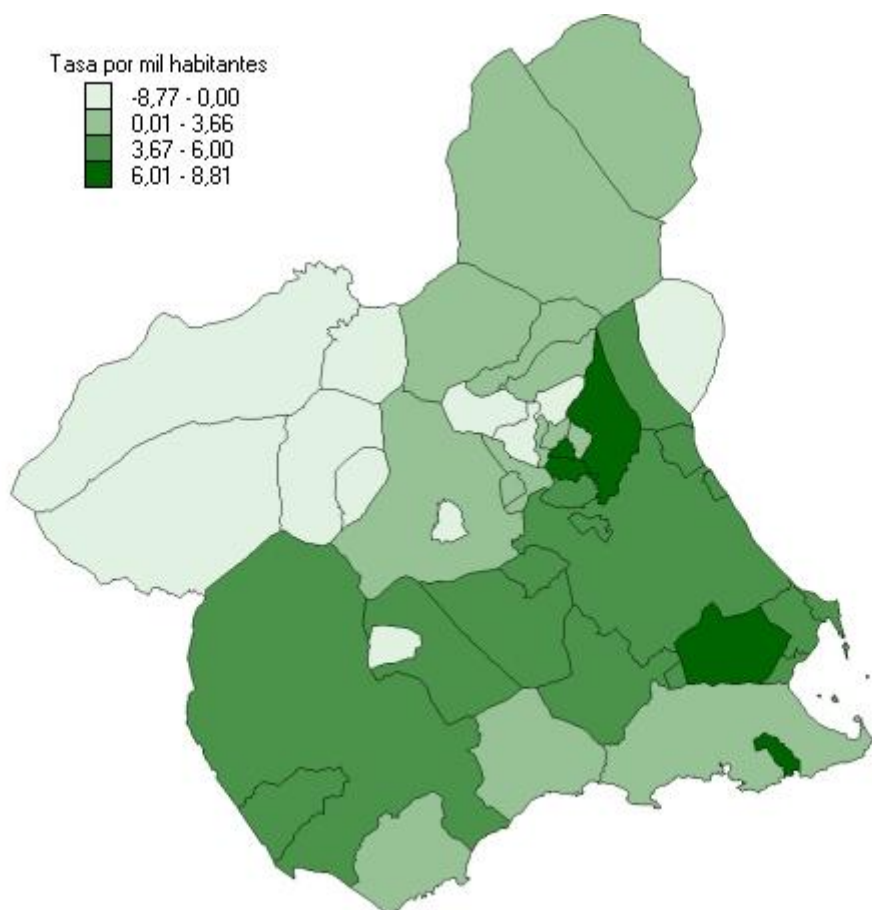 Tasa por mil habitantes
-8,77 - 0,00
0,01 - 3,66
3,67 - 6,00
6,01 - 8,81